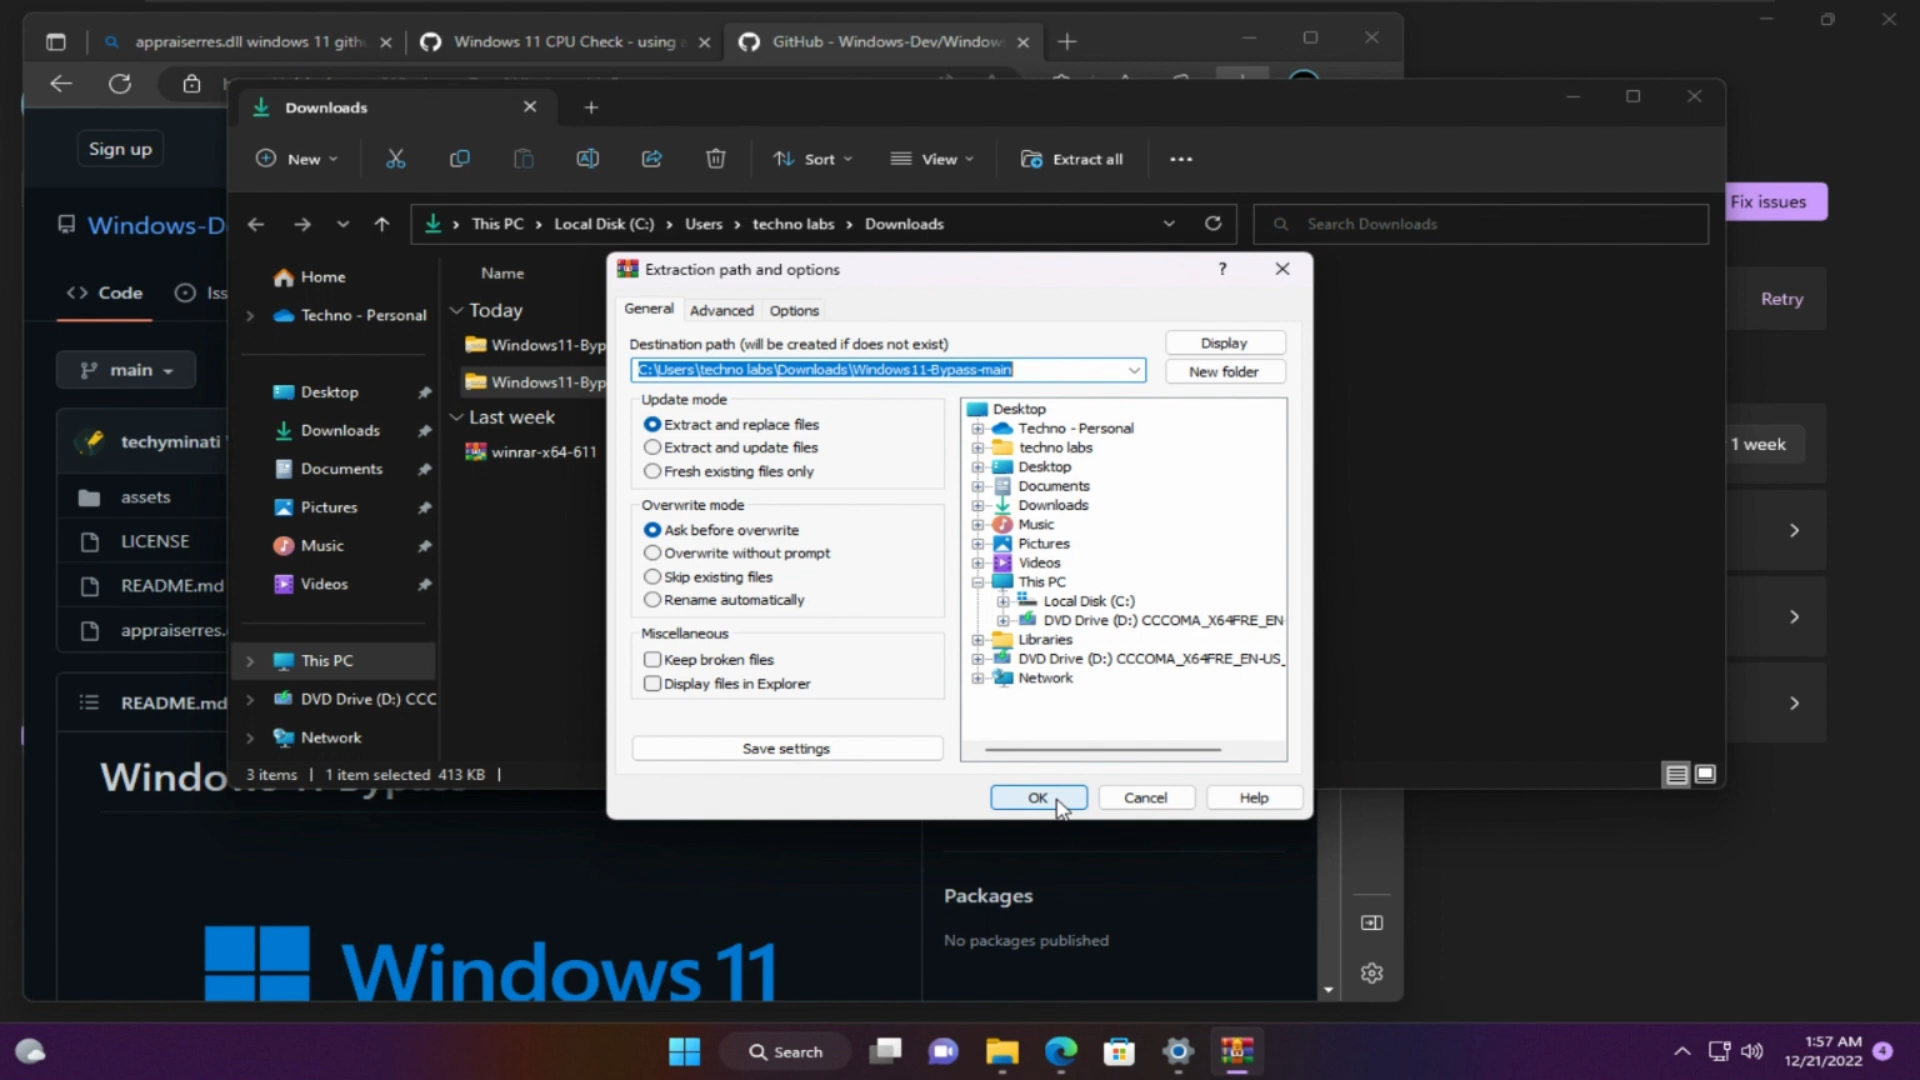 appraiserres.dll windows 11 gith
Windows 11 CPU Check - using a
GitHub - Windows-Dev/Window
Downloads
Sign up
New
Sort
View
Extract all
Fix issues
Windows-D
This PC
Local Disk (C:)
Users
techno labs
Downloads
Search Downloads
Code
Iss
Home
Name
Techno - Personal
Today
Windows11-Byp
Windows11-Byp
Last week
winrar-x64-611
Retry
main
Desktop
Downloads
Documents
Pictures
Music
Videos
This PC
DVD Drive (D:) CCC
Network
techyminati
1 week
assets
LICENSE
README.md
appraiserres.
README.md
3 items
1 item selected 413 KB
Extraction path and options
?
General
Advanced
Options
Destination path (will be created if does not exist)
Display
C:\Users\techno labs\Downloads\Windows11-Bypass-main
New folder
Update mode
Extract and replace files
Extract and update files
Fresh existing files only
Overwrite mode
Ask before overwrite
Overwrite without prompt
Skip existing files
Rename automatically
Miscellaneous
Keep broken files
Display files in Explorer
Save settings
Desktop
Techno - Personal
techno labs
Desktop
Documents
Downloads
Music
Pictures
Videos
This PC
Local Disk (C:)
DVD Drive (D:) CCCOMA_X64FRE_EN-
Libraries
DVD Drive (D:) CCCOMA_X64FRE_EN-US_
Network
OK
Cancel
Help
Windows 11 Bypass
Packages
No packages published
Windows 11
Search
1:57 AM
12/21/2022
4